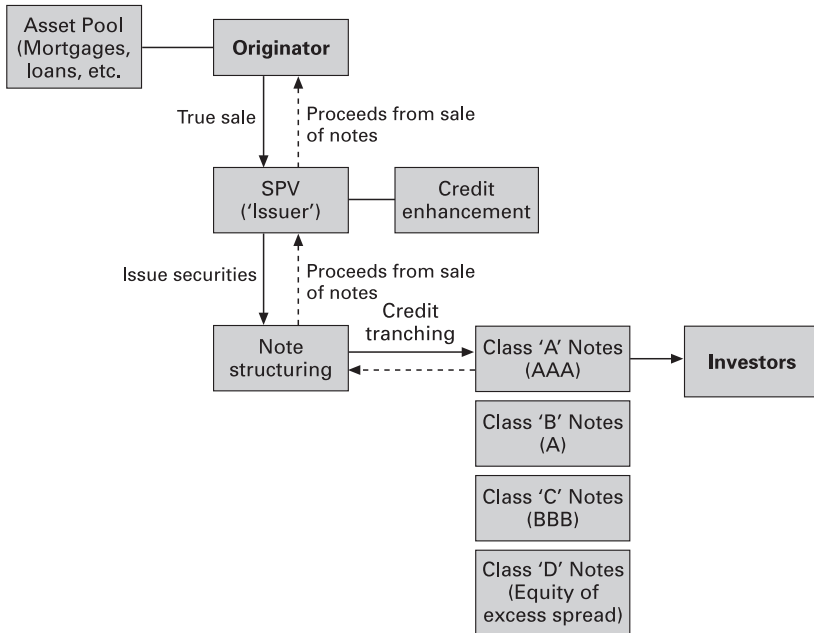 Asset Pool
(Mortgages,
loans, etc.
Originator
True sale
Proceeds from sale
of notes
SPV
(‘Issuer’)
Credit
enhancement
Issue securities
Proceeds from sale
of notes
Note
structuring
Credit
tranching
Class ‘A’ Notes
(AAA)
Investors
Class ‘B’ Notes
(A)
Class ‘C’ Notes
(BBB)
Class ‘D’ Notes
(Equity of
excess spread)